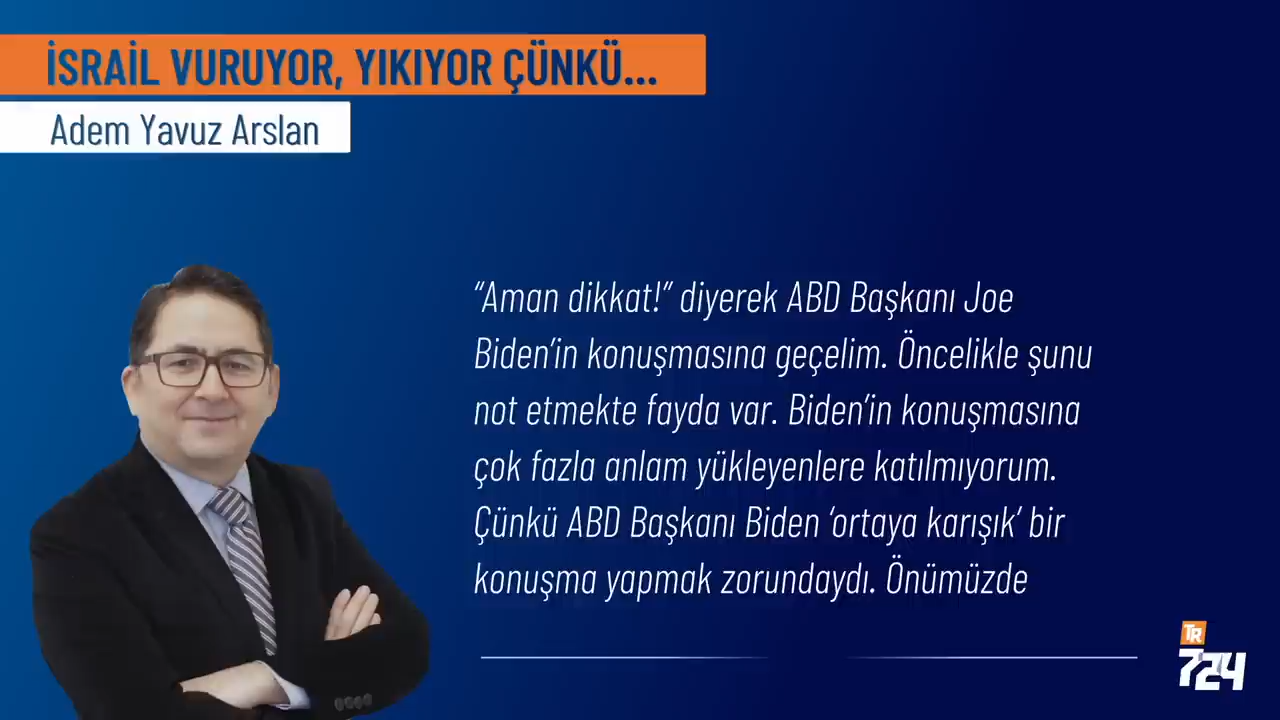 İSRAİL VURUYOR, YIKIYOR ÇÜNKÜ...
Adem Yavuz Arslan
“Aman dikkat!” diyerek ABD Başkanı Joe
Biden’in konuşmasına geçelim. Öncelikle şunu
not etmekte fayda var. Biden’in konuşmasına
çok fazla anlam yükleyenlere katılmıyorum.
Çünkü ABD Başkanı Biden ‘ortaya karışık’ bir
konuşma yapmak zorundaydı. Önümüzde
TR
724